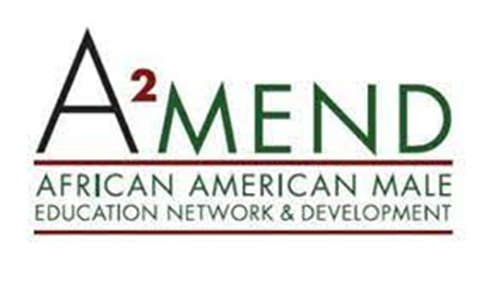 A²MEND
AFRICAN AMERICAN MALE
EDUCATION NETWORK & DEVELOPMENT